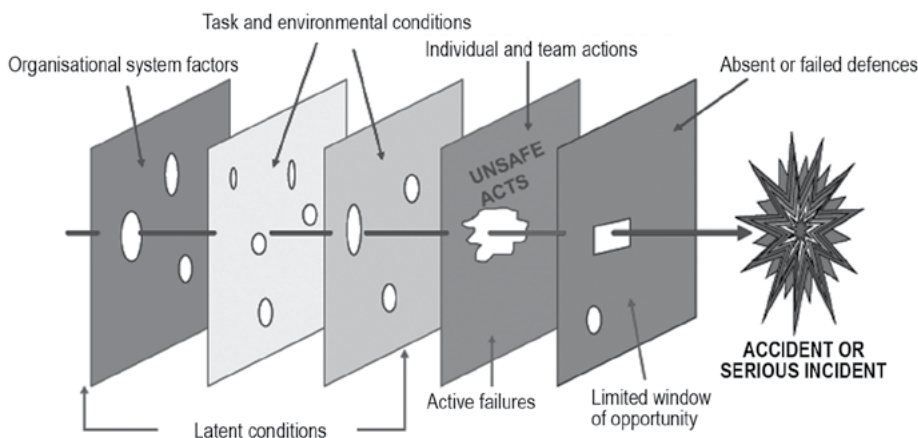 Task and environmental conditions
Individual and team actions
Organisational system factors
Absent or failed defences
UNSAFE
ACTS
ACCIDENT OR
SERIOUS INCIDENT
Active failures
Limited window
of opportunity
Latent conditions